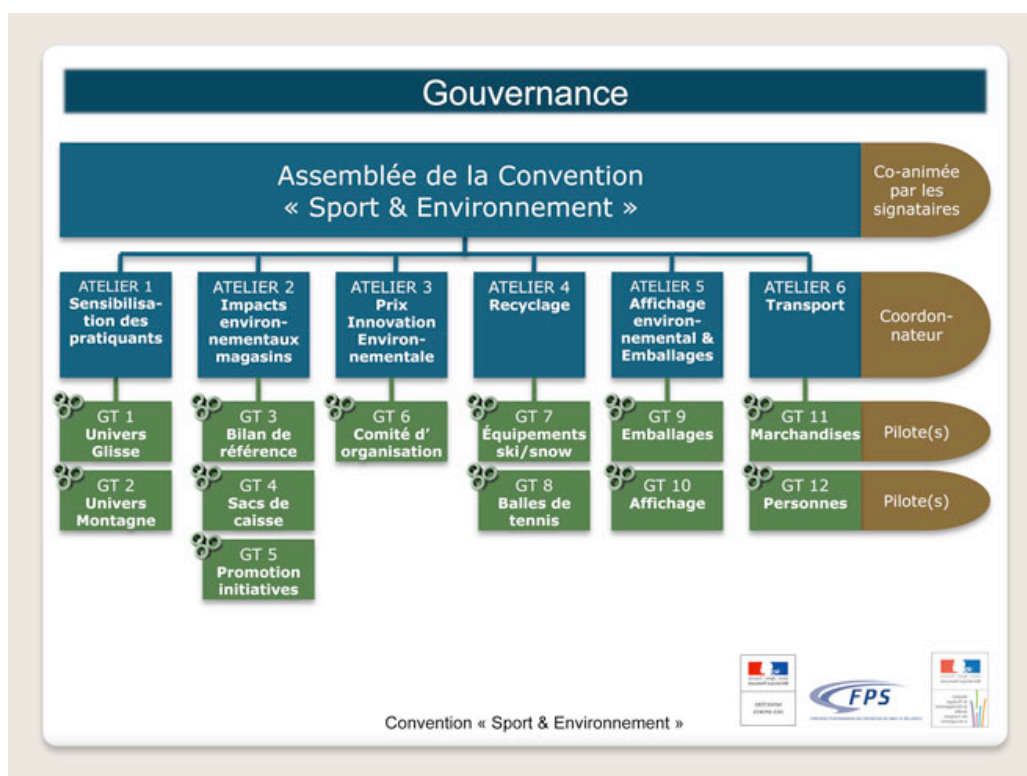 Gouvernance
Assemblée de la Convention
« Sport & Environnement »
Co-animée
par les
signataires
ATELIER 1
Sensibilisa-
tion des
pratiquants
ATELIER 2
Impacts
environ-
nementaux
magasins
ATELIER 3
Prix
Innovation
Environ-
nementale
ATELIER 4
Recyclage
ATELIER 5
Affichage
environ-
nemental &
Emballages
ATELIER 6
Transport
Coordon-
nateur
GT 1
Univers
Glisse
GT 3
Bilan de
référence
GT 6
Comité d’
organisation
GT 7
Équipements
ski/snow
GT 9
Emballages
GT 11
Marchandises
Pilote(s)
GT 2
Univers
Montagne
GT 4
Sacs de
caisse
GT 8
Balles de
tennis
GT 10
Affichage
GT 12
Personnes
Pilote(s)
GT 5
Promotion
initiatives
FPS
Convention « Sport & Environnement »